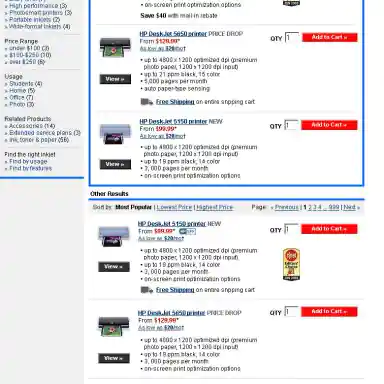 » High performance (3)
» Photosmart printers (3)
» Portable inkjets (2)
» Wide-format inkjets (4)
Price Range
» under $100 (3)
» $100-$250 (10)
» over $250 (6)
Usage
» Students (4)
» Home (5)
» Office (7)
» Photo (3)
Related Products
» Accessories (14)
» Extended service plans (3)
» Ink, toner & paper (56)
Find the right inkjet
» Find by usage
» Find by features
• on-screen print optimization options
Save $40 with mail-in rebate
HP DeskJet 5650 printer PRICE DROP
From $129.99*
As low as $20/mo†
QTY 1 Add to Cart »
• up to 4800 x 1200 optimized dpi (premium
photo paper, 1200 x 1200 dpi input)
• up to 21 ppm black, 15 color
• 5,000 pages per month
• auto paper-type sensing
View »
Free Shipping on entire shopping cart
HP DeskJet 5150 printer NEW
From $99.99*
As low as $20/mo†
QTY 1 Add to Cart »
• up to 4800 x 1200 optimized dpi (premium
photo paper, 1200 x 1200 dpi input)
• up to 19 ppm black, 14 color
• 3,000 pages per month
• on-screen print optimization options
View »
Other Results
Sort by: Most Popular | Lowest Price | Highest Price
Page: « Previous | 1 2 3 4 .. 999 | Next »
HP DeskJet 5150 printer NEW
From $99.99*
As low as $20/mo†
QTY 1 Add to Cart »
• up to 4800 x 1200 optimized dpi (premium
photo paper, 1200 x 1200 dpi input)
• up to 19 ppm black, 14 color
• 3,000 pages per month
• on-screen print optimization options
View »
Free Shipping on entire shopping cart
HP DeskJet 5650 printer PRICE DROP
From $129.99*
As low as $20/mo†
QTY 1 Add to Cart »
• up to 4800 x 1200 optimized dpi (premium
photo paper, 1200 x 1200 dpi input)
• up to 19 ppm black, 14 color
• 3,000 pages per month
• on-screen print optimization options
View »